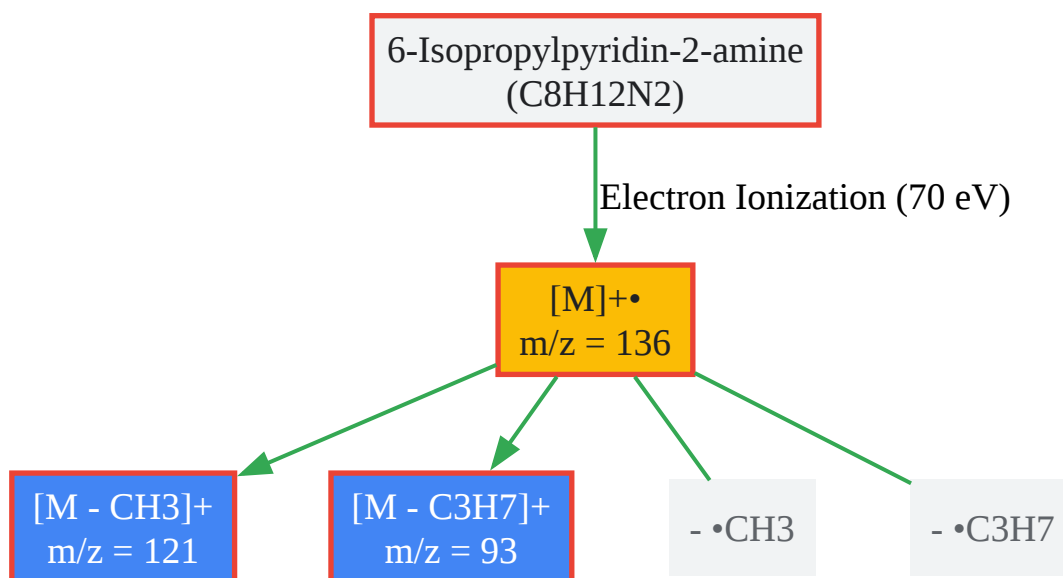 6-Isopropylpyridin-2-amine
(C8H12N2)
Electron Ionization (70 eV)
[M]+•
m/z = 136
[M - CH3]+
m/z = 121
[M - C3H7]+
m/z = 93
- •CH3
- •C3H7